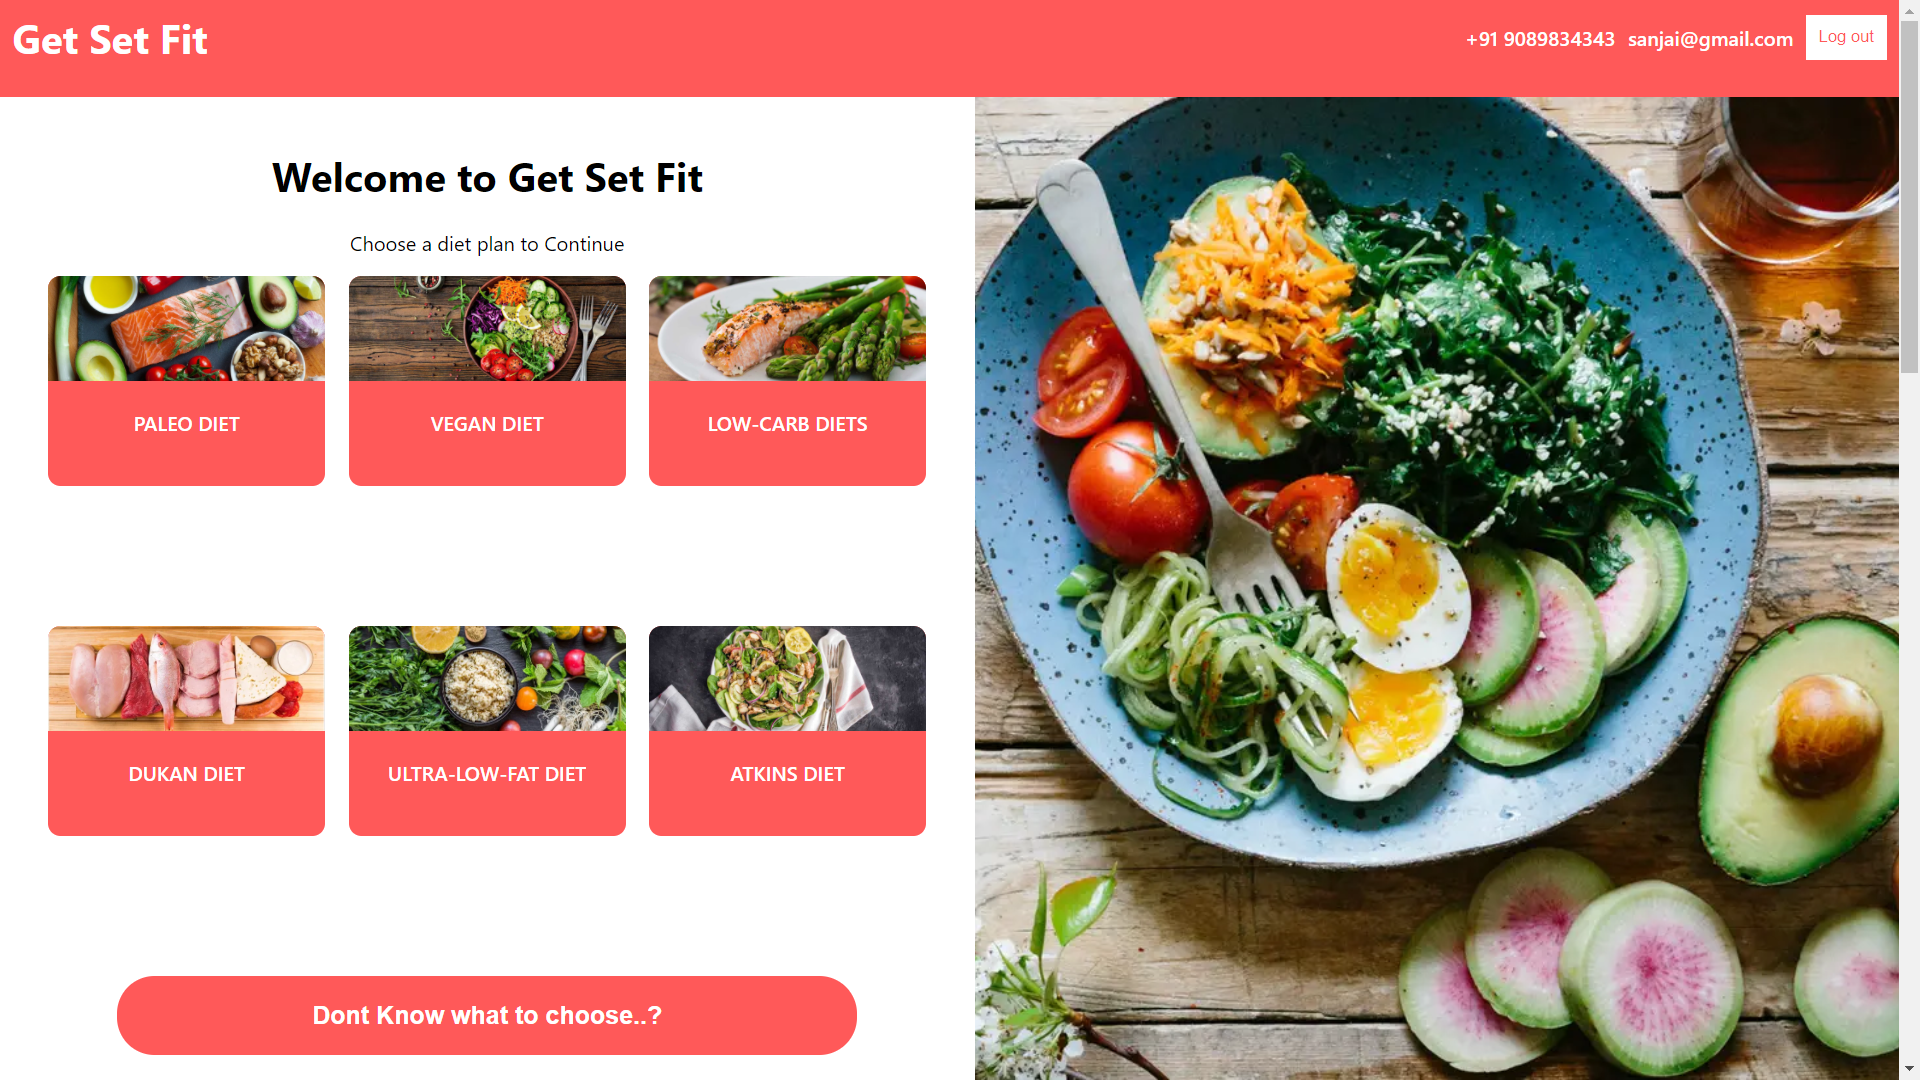 Get Set Fit
+91 9089834343 sanjai@gmail.com Log out
Welcome to Get Set Fit
Choose a diet plan to Continue
PALEO DIET
VEGAN DIET
LOW-CARB DIETS
DUKAN DIET
ULTRA-LOW-FAT DIET
ATKINS DIET
Dont Know what to choose..?